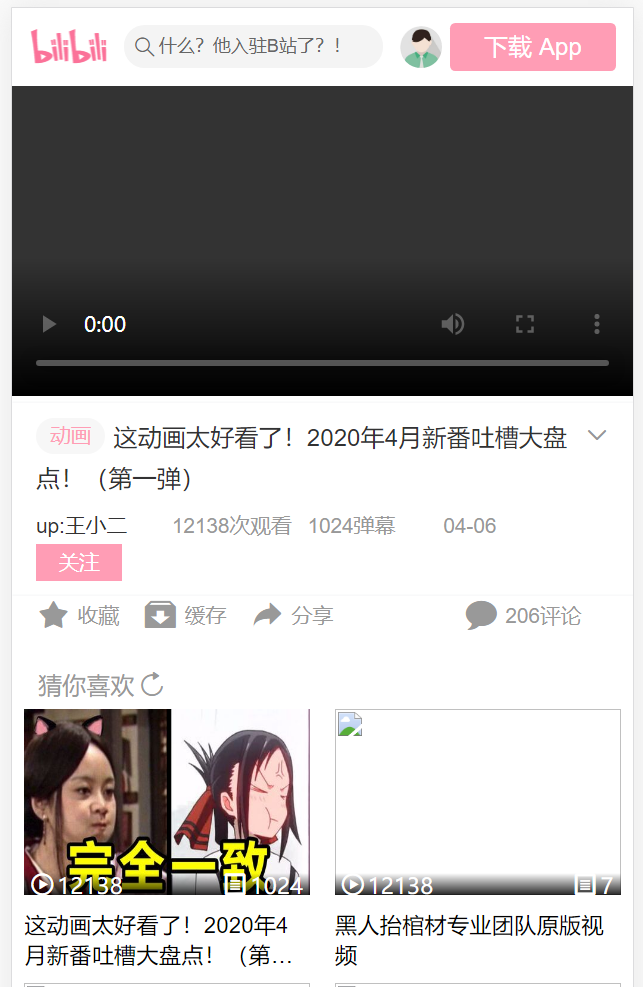 bilibili
什么？他入驻B站了？！
下载 App
0:00
动画 这动画太好看了！2020年4月新番吐槽大盘
点！（第一弹）
up:王小二 12138次观看 1024弹幕 04-06
关注
收藏 缓存 分享 206评论
猜你喜欢
完全一致
12138 1024
12138 7
这动画太好看了！2020年4
月新番吐槽大盘点！（第…
黑人抬棺材专业团队原版视
频